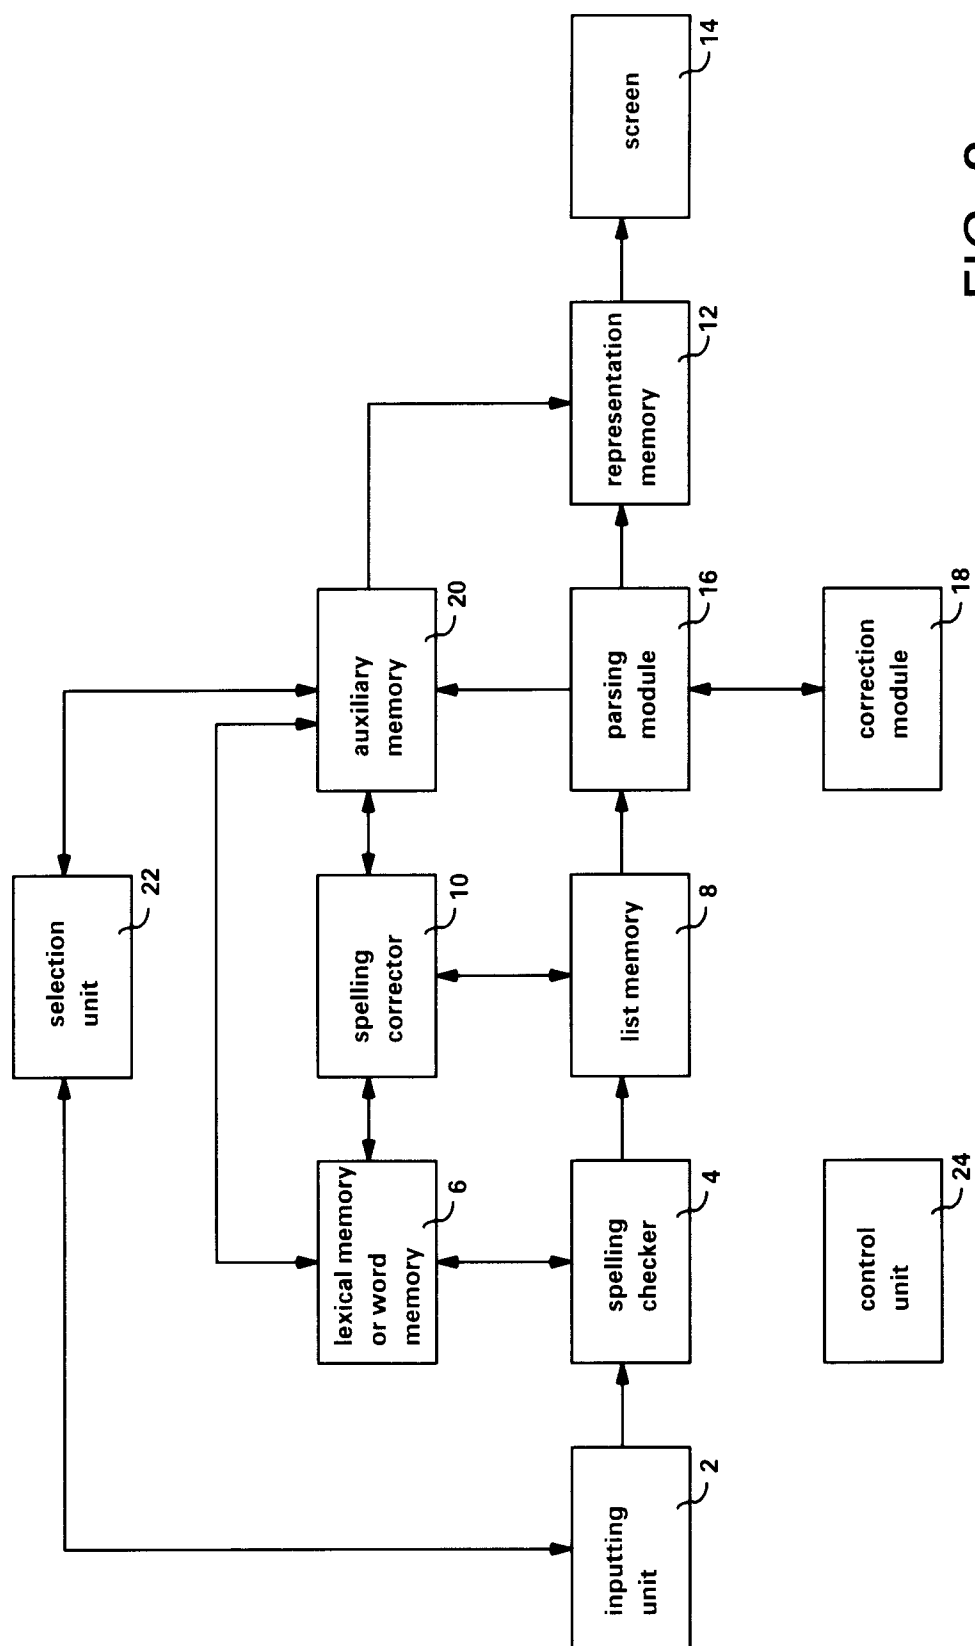 selection
unit
22
lexical memory
or word
memory
6
spelling
corrector
10
auxiliary
memory
20
inputting
unit
2
spelling
checker
4
list memory
8
parsing
module
16
representation
memory
12
screen
14
control
unit
24
correction
module
18
FIG.